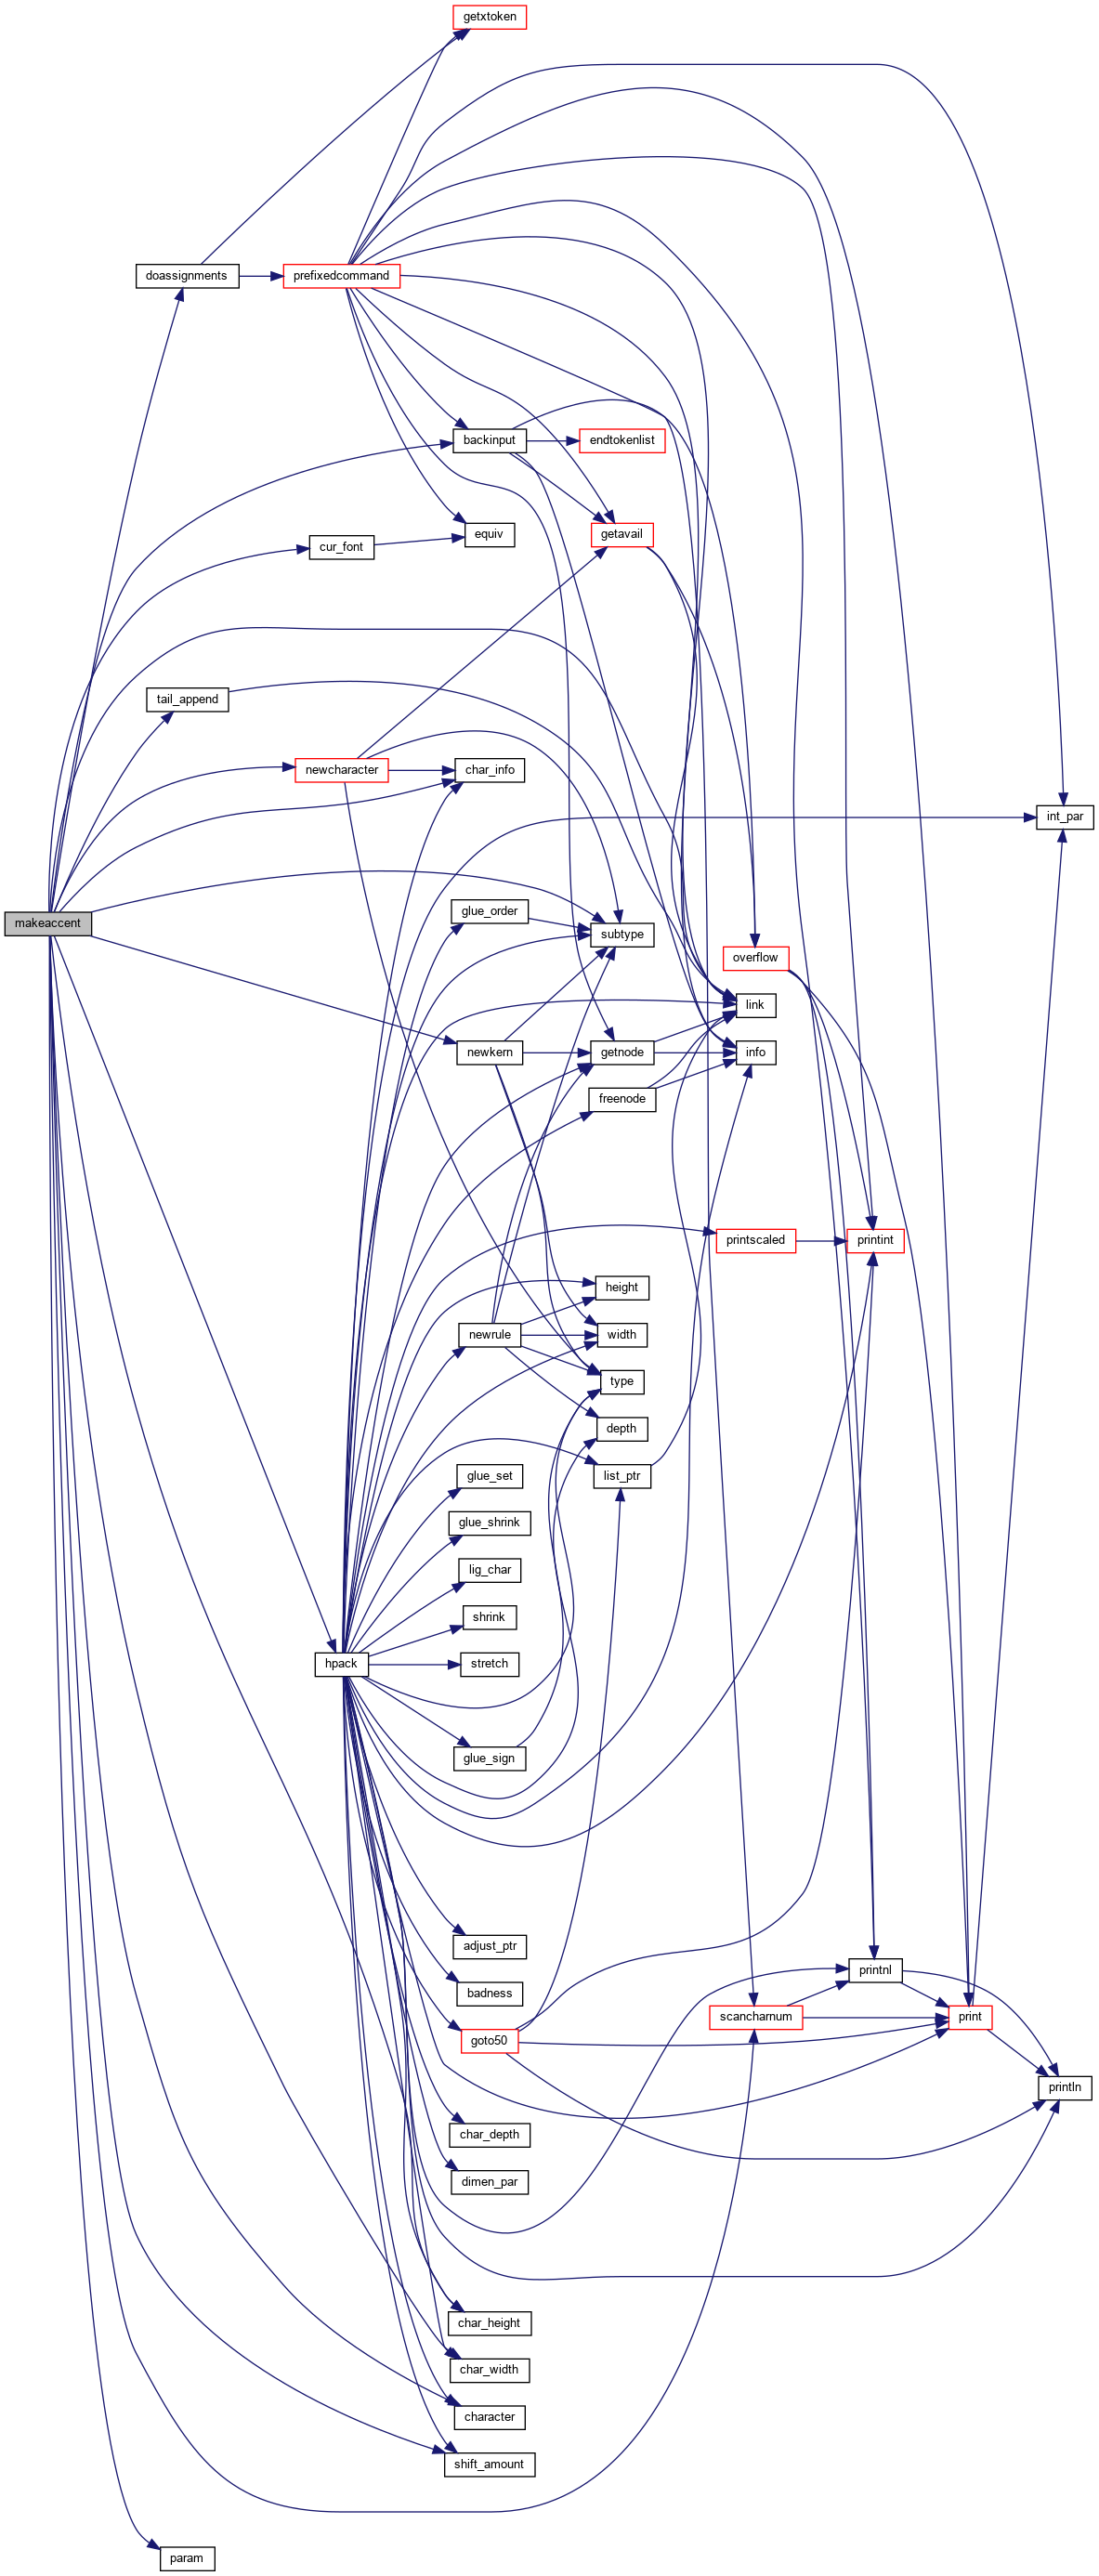 getxtoken
doassignments
prefixedcommand
backinput
endtokenlist
equiv
getavail
cur_font
tail_append
newcharacter
char_info
int_par
makeaccent
glue_order
subtype
overflow
link
newkern
getnode
info
freenode
printscaled
printint
height
newrule
width
type
depth
glue_set
list_ptr
glue_shrink
lig_char
shrink
hpack
stretch
glue_sign
adjust_ptr
printnl
badness
scancharnum
print
goto50
println
char_depth
dimen_par
char_height
char_width
character
shift_amount
param